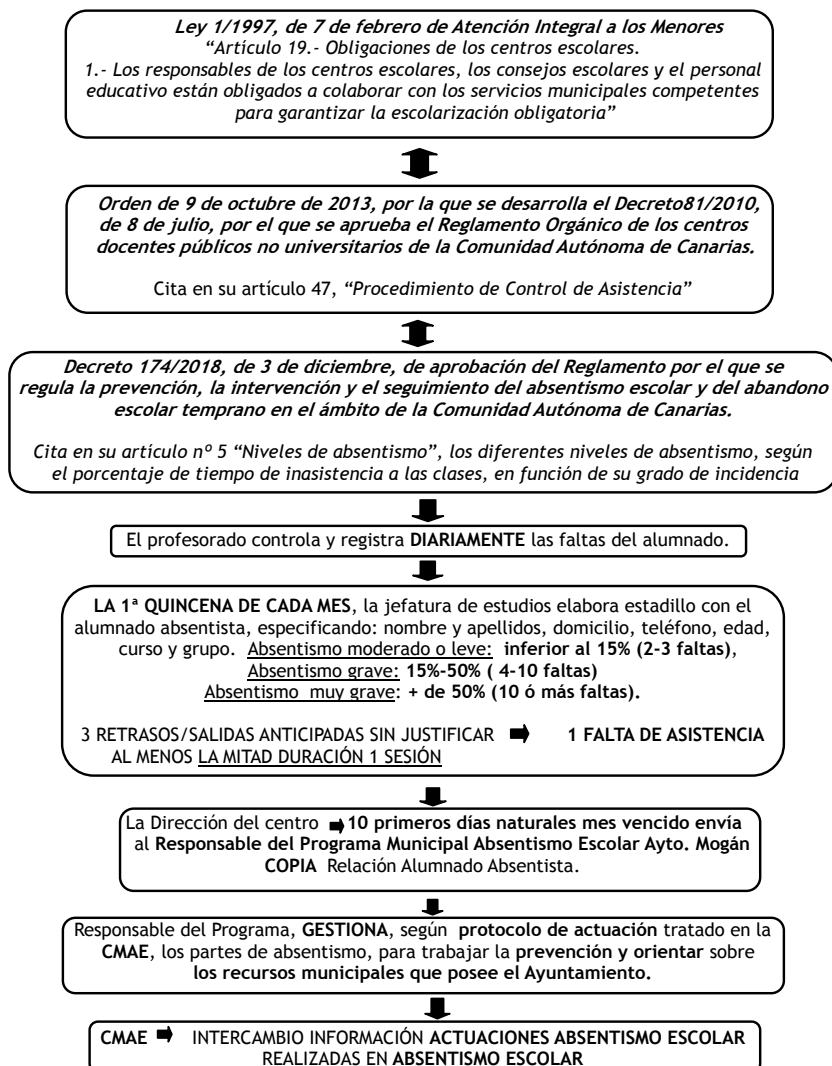 Ley 1/1997, de 7 de febrero de Atención Integral a los Menores
“Artículo 19.- Obligaciones de los centros escolares.
1.- Los responsables de los centros escolares, los consejos escolares y el personal
educativo están obligados a colaborar con los servicios municipales competentes
para garantizar la escolarización obligatoria”
Orden de 9 de octubre de 2013, por la que se desarrolla el Decreto81/2010,
de 8 de julio, por el que se aprueba el Reglamento Orgánico de los centros
docentes públicos no universitarios de la Comunidad Autónoma de Canarias.
Cita en su artículo 47, “Procedimiento de Control de Asistencia”
Decreto 174/2018, de 3 de diciembre, de aprobación del Reglamento por el que se
regula la prevención, la intervención y el seguimiento del absentismo escolar y del abandono
escolar temprano en el ámbito de la Comunidad Autónoma de Canarias.
Cita en su artículo nº 5 “Niveles de absentismo”, los diferentes niveles de absentismo, según
el porcentaje de tiempo de inasistencia a las clases, en función de su grado de incidencia
El profesorado controla y registra DIARIAMENTE las faltas del alumnado.
LA 1ª QUINCENA DE CADA MES, la jefatura de estudios elabora estadillo con el
alumnado absentista, especificando: nombre y apellidos, domicilio, teléfono, edad,
curso y grupo. Absentismo moderado o leve: inferior al 15% (2-3 faltas),
Absentismo grave: 15%-50% ( 4-10 faltas)
Absentismo muy grave: + de 50% (10 ó más faltas).
3 RETRASOS/SALIDAS ANTICIPADAS SIN JUSTIFICAR ➡ 1 FALTA DE ASISTENCIA
AL MENOS LA MITAD DURACIÓN 1 SESIÓN
La Dirección del centro ➡ 10 primeros días naturales mes vencido envía
al Responsable del Programa Municipal Absentismo Escolar Ayto. Mogán
COPIA Relación Alumnado Absentista.
Responsable del Programa, GESTIONA, según protocolo de actuación tratado en la
CMAE, los partes de absentismo, para trabajar la prevención y orientar sobre
los recursos municipales que posee el Ayuntamiento.
CMAE ➡ INTERCAMBIO INFORMACIÓN ACTUACIONES ABSENTISMO ESCOLAR
REALIZADAS EN ABSENTISMO ESCOLAR